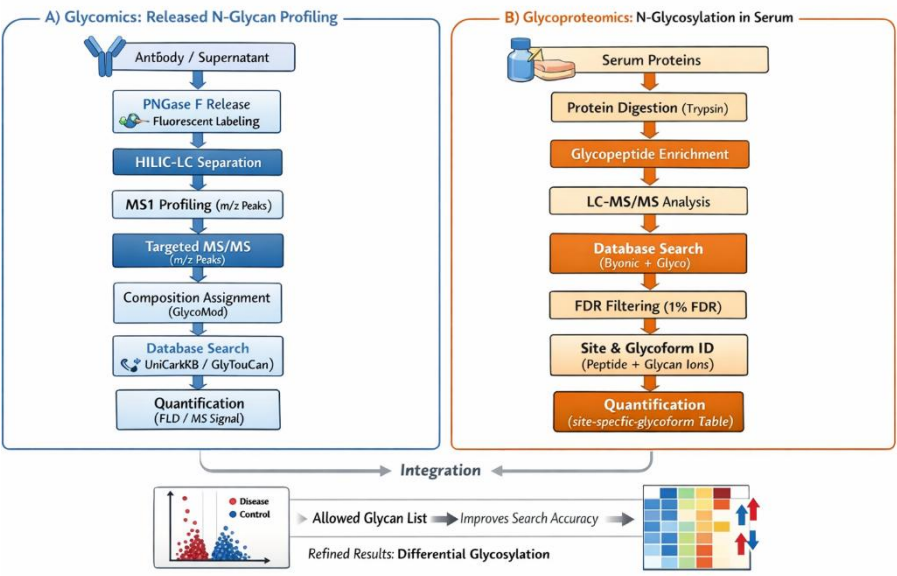 A) Glycomics: Released N-Glycan Profiling
Antƃody / Supernatant
PNGase F Release
Fluorescent Labeling
HILIC-LC Separation
MS1 Profiling (m/z Peaks)
Targeted MS/MS
(m/z Peaks)
Composition Assignment
(GlycoMod)
Database Search
UniCarkKB / GlyTouCan)
Quantification
(FLD / MS Signal)
B) Glycoproteomics: N-Glycosylation in Serum
Serum Proteins
Protein Digestion (Trypsin)
Glycopeptide Enrichment
LC-MS/MS Analysis
Database Search
(Byonic + Glyco)
FDR Filtering (1% FDR)
Site & Glycoform ID
(Peptide + Glycan Ions)
Quantification
(site-specfic-glycoform Table)
Integration
Disease
Control
Allowed Glycan List
Improves Search Accuracy
Refined Results: Differential Glycosylation